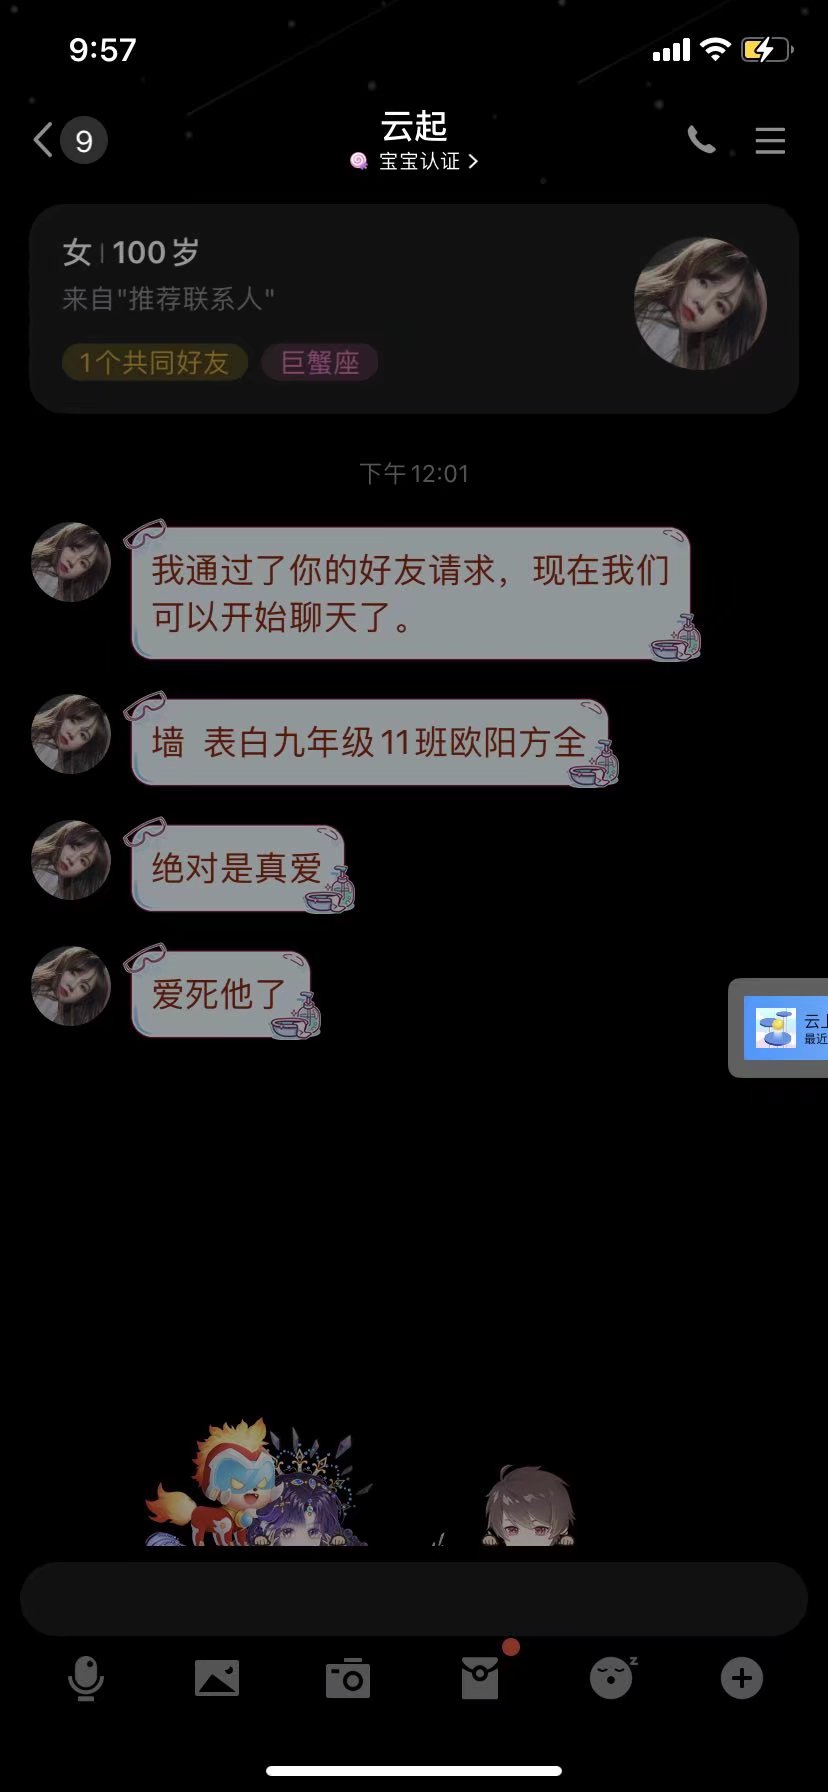 9:57
9
云起
宝宝认证
女 | 100岁
来自"推荐联系人"
1个共同好友 巨蟹座
下午12:01
我通过了你的好友请求，现在我们
可以开始聊天了。
墙 表白九年级11班欧阳方全
绝对是真爱
爱死他了
云上
最近
z